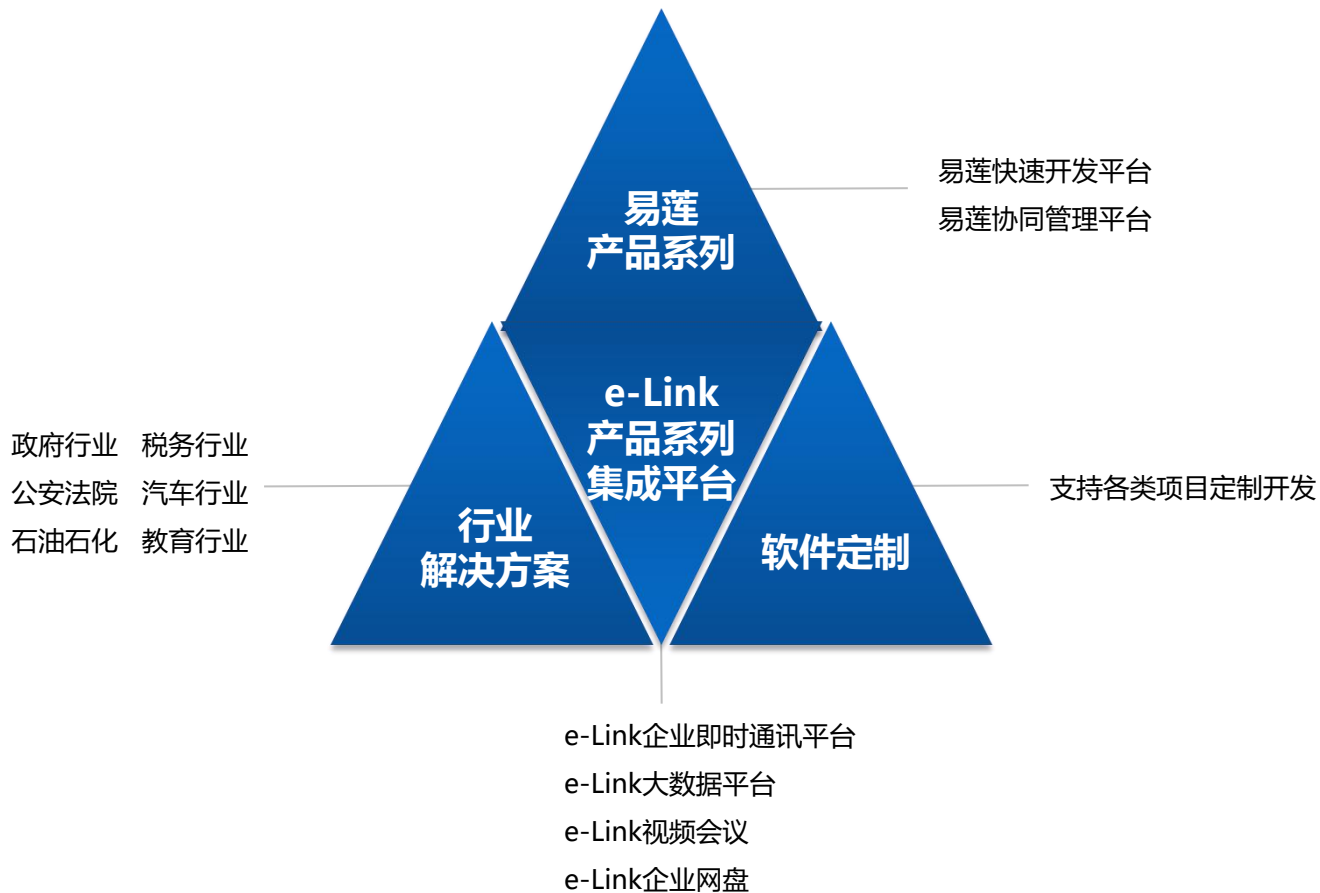 易莲
产品系列
易莲快速开发平台
易莲协同管理平台
e-Link
产品系列
集成平台
政府行业 税务行业
公安法院 汽车行业
石油石化 教育行业
行业
解决方案
软件定制
支持各类项目定制开发
e-Link企业即时通讯平台
e-Link大数据平台
e-Link视频会议
e-Link企业网盘